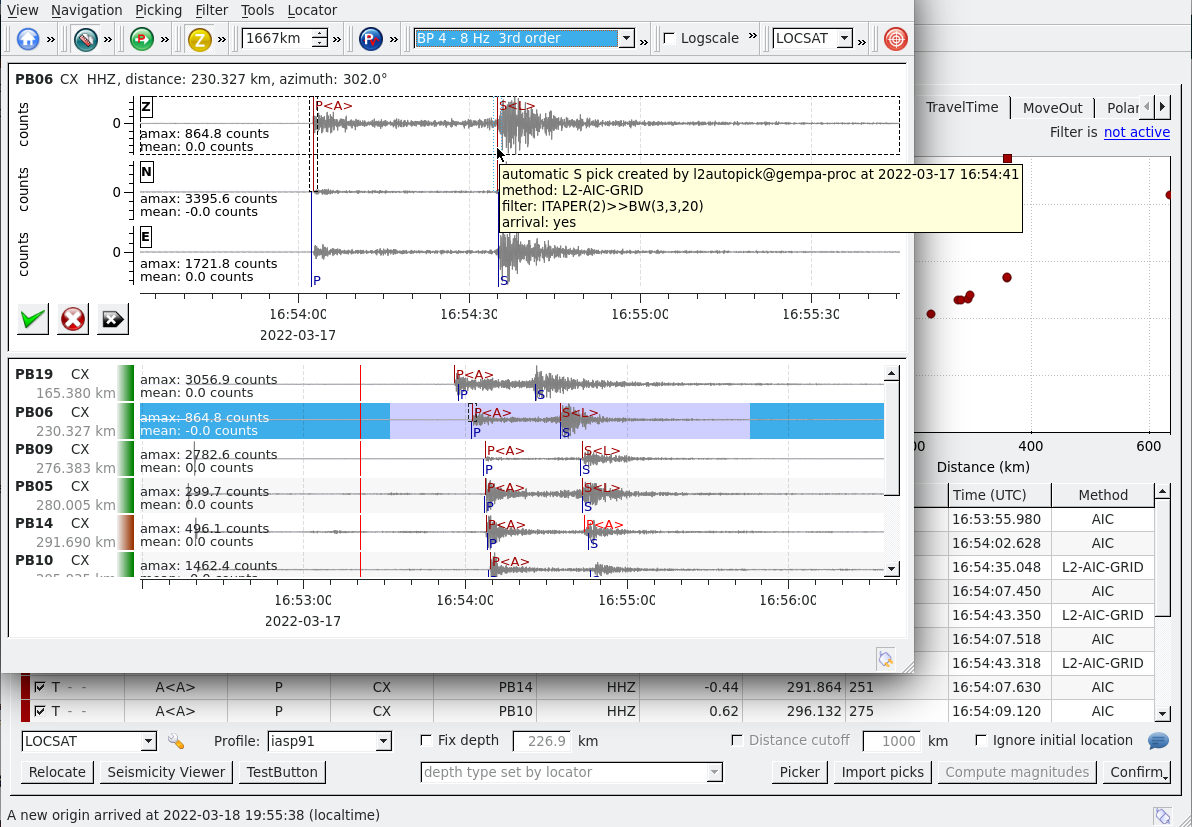 View Navigation Picking Filter Tools Locator
» » » » 1667km » » BP 4 - 8 Hz 3rd order » Logscale » LOCSAT »
PB06 CX HHZ, distance: 230.327 km, azimuth: 302.0°
counts
Z
P<A>
S<L>
0
amax: 864.8 counts
mean: 0.0 counts
counts
N
0
amax: 3395.6 counts
mean: -0.0 counts
counts
E
0
amax: 1721.8 counts
mean: 0.0 counts
P
S
automatic S pick created by l2autopick@gempa-proc at 2022-03-17 16:54:41
method: L2-AIC-GRID
filter: ITAPER(2)>>BW(3,3,20)
arrival: yes
16:54:00 16:54:30 16:55:00 16:55:30
2022-03-17
PB19 CX
165.380 km
amax: 3056.9 counts
mean: 0.0 counts
P<A>
P
S
PB06 CX
230.327 km
amax: 864.8 counts
mean: -0.0 counts
P<A>
S<L>
P
S
PB09 CX
276.383 km
amax: 2782.6 counts
mean: 0.0 counts
P<A>
S<L>
P
S
PB05 CX
280.005 km
amax: 299.7 counts
mean: 0.0 counts
P<A>
S<L>
P
S
PB14 CX
291.690 km
amax: 496.1 counts
mean: 0.0 counts
P<A>
P<A>
P
S
PB10 CX
amax: 1462.4 counts
P<A>
16:53:00 16:54:00 16:55:00 16:56:00
2022-03-17
TravelTime MoveOut Polar
Filter is not active
400 600
Distance (km)
Time (UTC) Method
16:53:55.980 AIC
16:54:02.628 AIC
16:54:35.048 L2-AIC-GRID
16:54:07.450 AIC
16:54:43.350 L2-AIC-GRID
16:54:07.518 AIC
16:54:43.318 L2-AIC-GRID
T - - A<A> P CX PB14 HHZ -0.44 291.864 251 16:54:07.630 AIC
T - - A<A> P CX PB10 HHZ 0.62 296.132 275 16:54:09.120 AIC
LOCSAT Profile: iasp91 Fix depth 226.9 km Distance cutoff 1000 km Ignore initial location
Relocate Seismicity Viewer TestButton depth type set by locator Picker Import picks Compute magnitudes Confirm
A new origin arrived at 2022-03-18 19:55:38 (localtime)